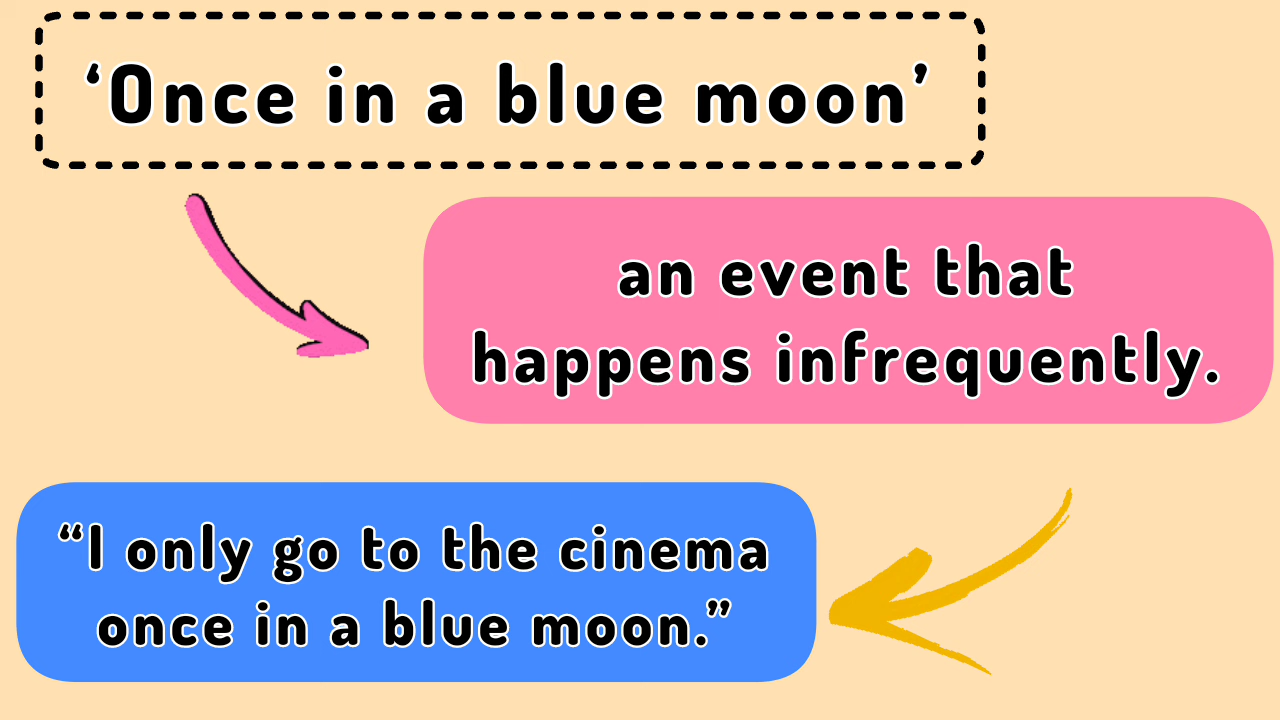 ‘Once in a blue moon’
an event that
happens infrequently.
“I only go to the cinema
once in a blue moon.”